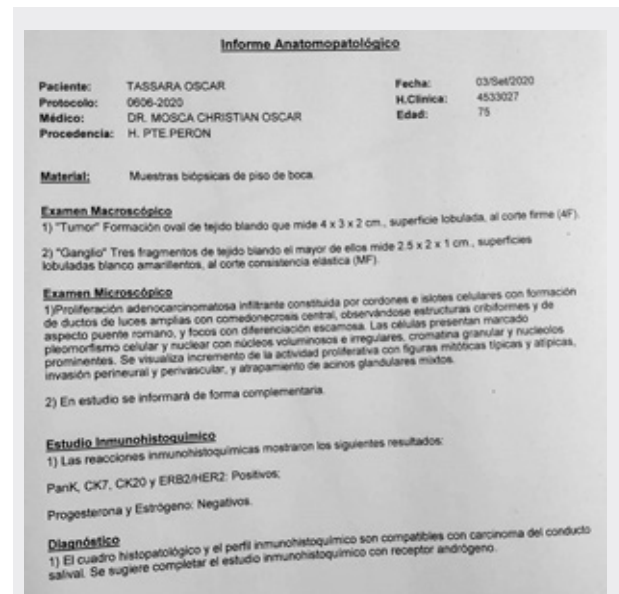 Informe Anatomopatológico
Paciente: TASSARA OSCAR Fecha: 03/Set/2020
Protocolo: 0606-2020 H.Clínica: 4533027
Médico: DR. MOSCA CHRISTIAN OSCAR Edad: 75
Procedencia: H. PTE.PERON
Material: Muestras biópsicas de piso de boca.
Examen Macroscópico
1) "Tumor" Formación oval de tejido blando que mide 4 x 3 x 2 cm., superficie lobulada, al corte firme (4F).
2) "Ganglio" Tres fragmentos de tejido blando el mayor de ellos mide 2.5 x 2 x 1 cm., superficies
lobuladas blanco amarillentos, al corte consistencia elástica (MF).
Examen Microscópico
1)Proliferación adenocarcinomatosa infiltrante constituida por cordones e islotes celulares con formación
de ductos de luces amplias con comedonecrosis central, observándose estructuras cribiformes y de
aspecto puente romano, y focos con diferenciación escamosa. Las células presentan marcado
pleomorfismo celular y nuclear con núcleos voluminosos e irregulares, cromatina granular y nucleolos
prominentes. Se visualiza incremento de la actividad proliferativa con figuras mitóticas típicas y atípicas,
invasión perineural y perivascular, y atrapamiento de acinos glandulares mixtos.
2) En estudio se informará de forma complementaria.
Estudio Inmunohistoquímico
1) Las reacciones inmunohistoquímicas mostraron los siguientes resultados:
PanK, CK7, CK20 y ERB2/HER2: Positivos;
Progesterona y Estrógeno: Negativos.
Diagnóstico
1) El cuadro histopatológico y el perfil inmunohistoquímico son compatibles con carcinoma del conducto
salival. Se sugiere completar el estudio inmunohistoquímico con receptor andrógeno.